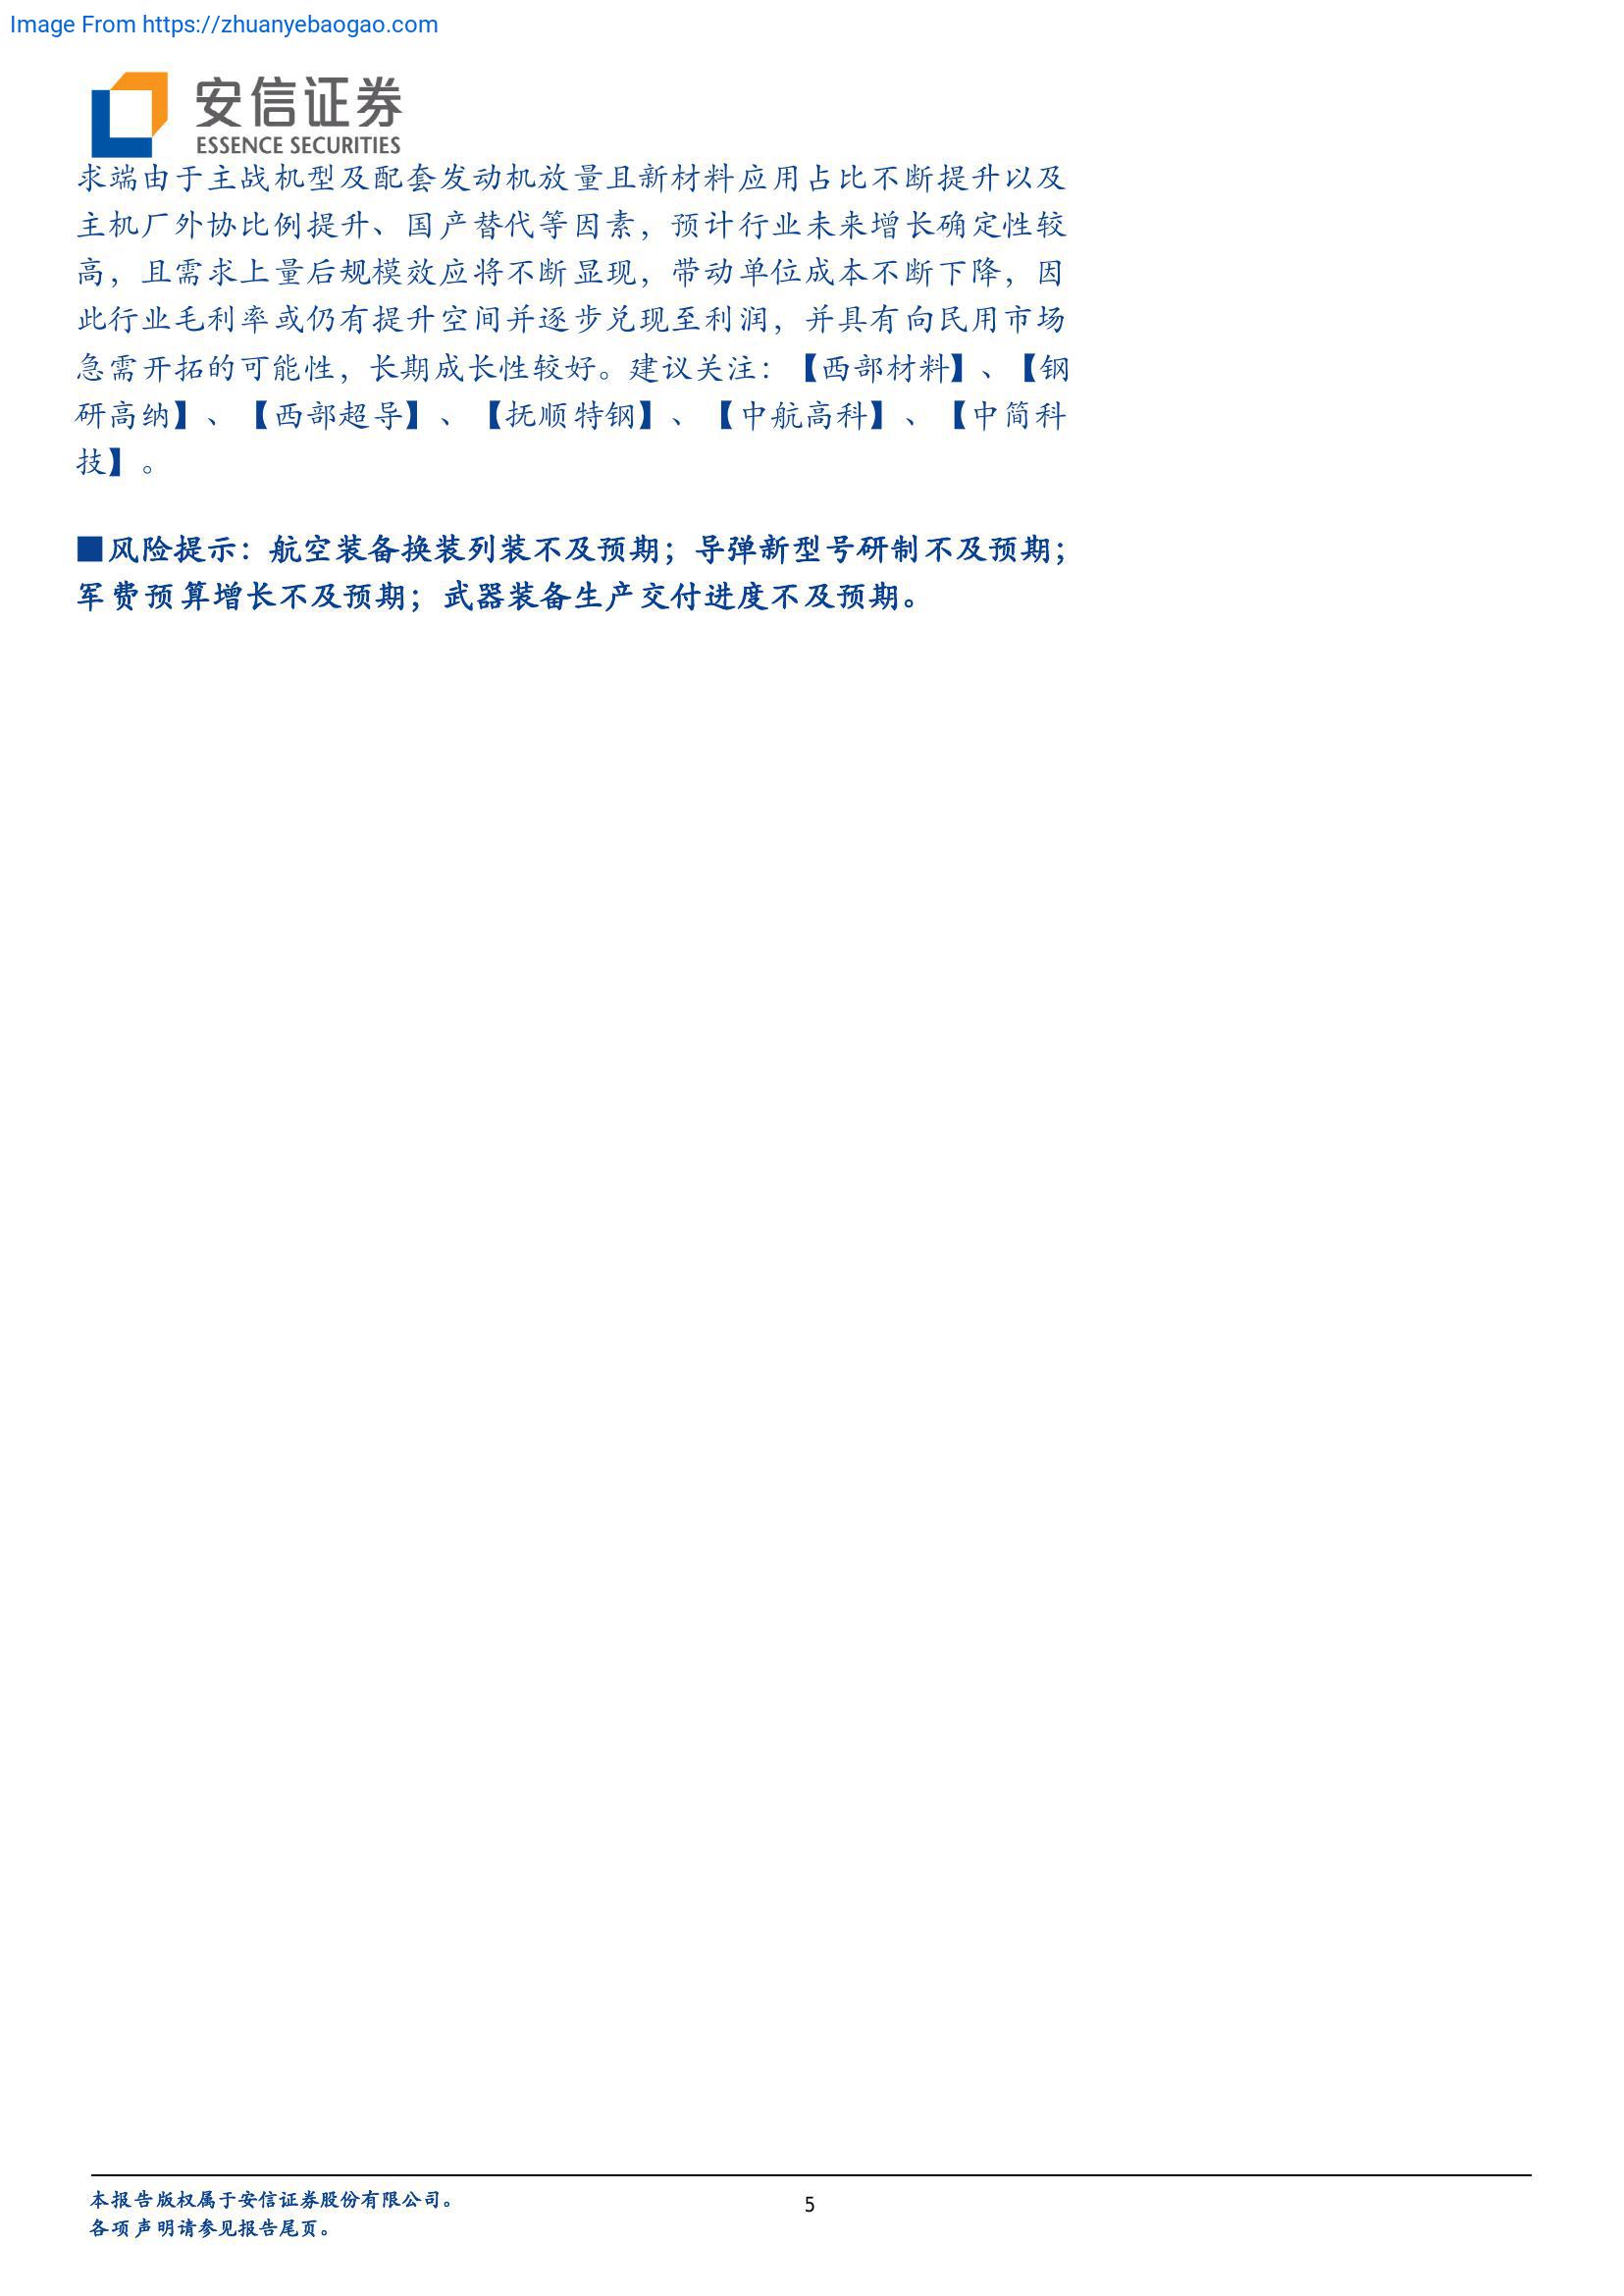 Image From https://zhuanyebaogao.com
安信证券
ESSENCE SECURITIES
求端由于主战机型及配套发动机放量且新材料应用占比不断提升以及
主机厂外协比例提升、国产替代等因素，预计行业未来增长确定性较
高，且需求上量后规模效应将不断显现，带动单位成本不断下降，因
此行业毛利率或仍有提升空间并逐步兑现至利润，并具有向民用市场
急需开拓的可能性，长期成长性较好。建议关注：【西部材料】、【钢
研高纳】、【西部超导】、【抚顺特钢】、【中航高科】、【中简科
技】。
■风险提示：航空装备换装列装不及预期；导弹新型号研制不及预期；
军费预算增长不及预期；武器装备生产交付进度不及预期。
本报告版权属于安信证券股份有限公司。
各项声明请参见报告尾页。
5